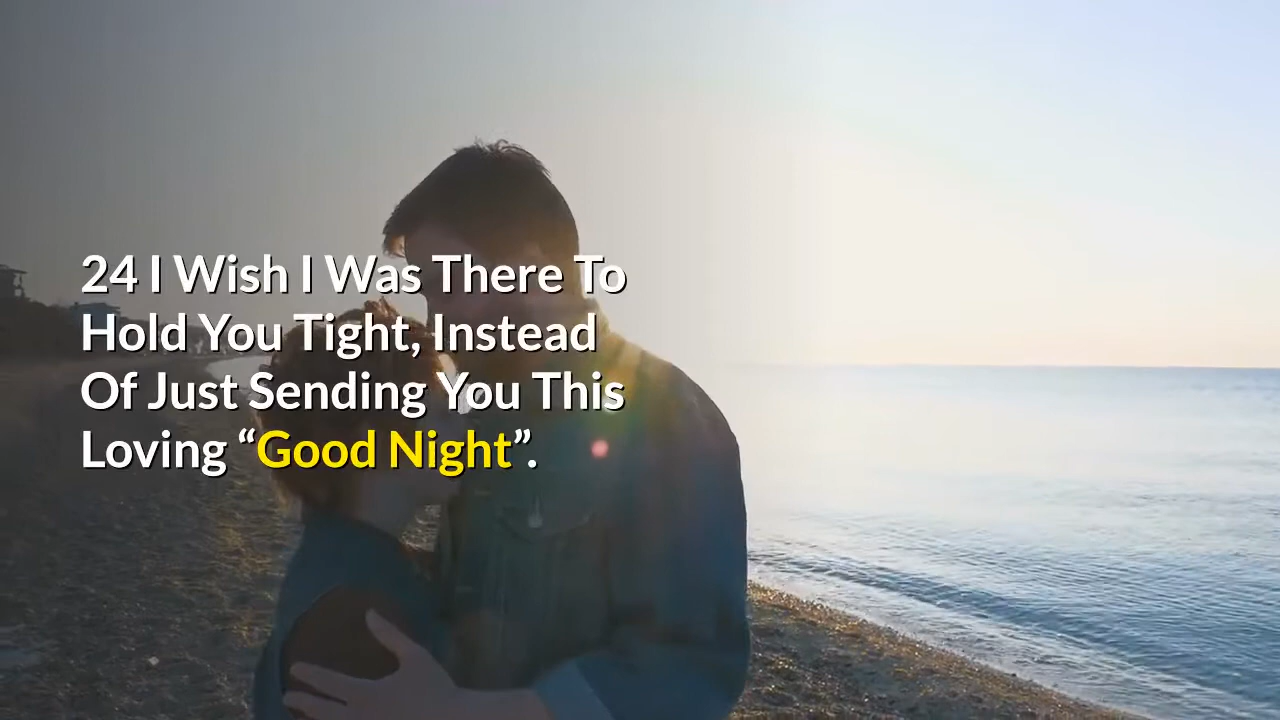 24 I Wish I Was There To
Hold You Tight, Instead
Of Just Sending You This
Loving “Good Night”.